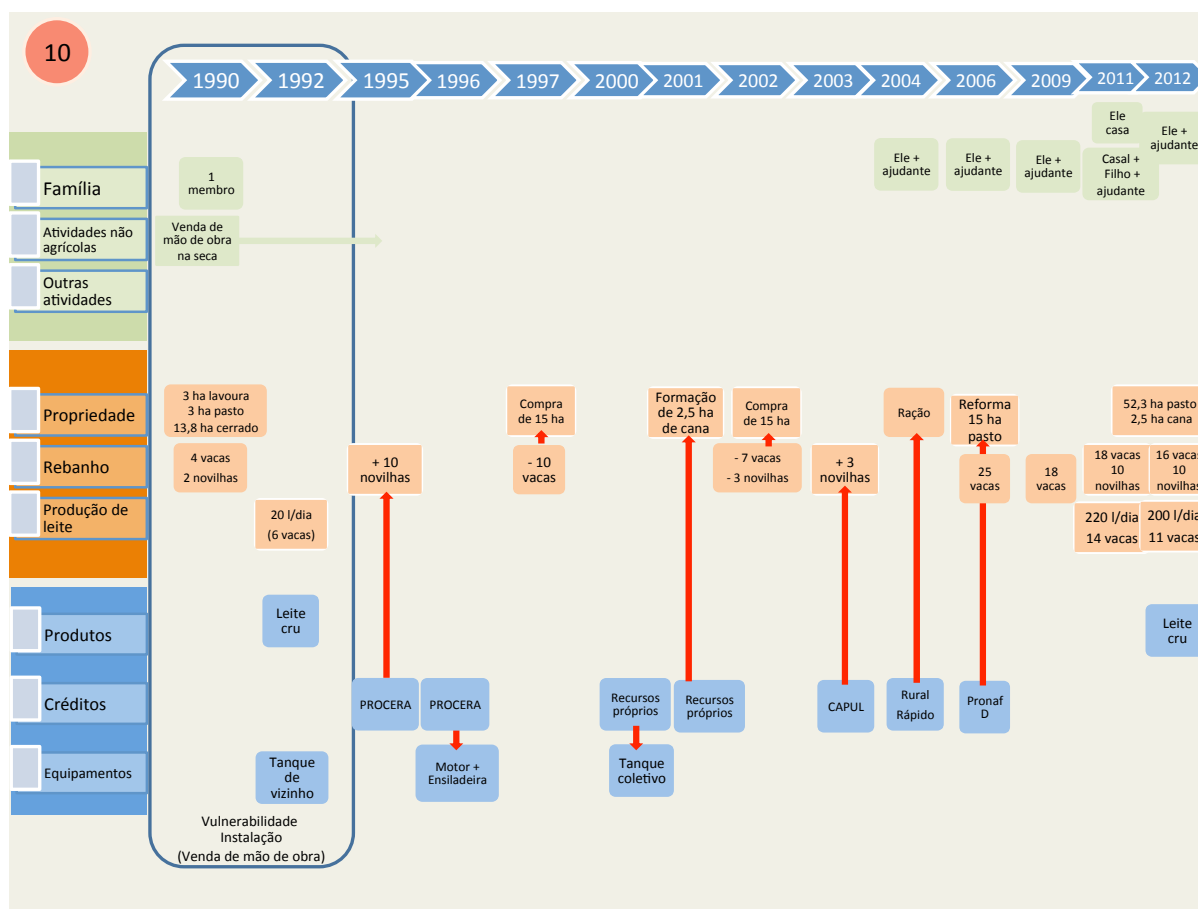 10
1990
1992
1995
1996
1997
2000
2001
2002
2003
2004
2006
2009
2011
2012
Família
1
membro
Ele +
ajudante
Ele +
ajudante
Ele +
ajudante
Ele
casa
Casal +
Filho +
ajudante
Ele +
ajudante
Atividades não
agrícolas
Venda de
mão de obra
na seca
Outras
atividades
Propriedade
3 ha lavoura
3 ha pasto
13,8 ha cerrado
Compra
de 15 ha
Formação
de 2,5 ha
de cana
Compra
de 15 ha
Ração
Reforma
15 ha
pasto
52,3 ha pasto
2,5 ha cana
Rebanho
4 vacas
2 novilhas
+ 10
novilhas
- 10
vacas
- 7 vacas
- 3 novilhas
+ 3
novilhas
25
vacas
18
vacas
18 vacas
10
novilhas
16 vacas
10
novilhas
Produção de
leite
20 l/dia
(6 vacas)
220 l/dia
14 vacas
200 l/dia
11 vacas
Produtos
Leite
cru
Leite
cru
Créditos
PROCERA
PROCERA
Recursos
próprios
Recursos
próprios
CAPUL
Rural
Rápido
Pronaf
D
Equipamentos
Tanque
de
vizinho
Motor +
Ensiladeira
Tanque
coletivo
Vulnerabilidade
Instalação
(Venda de mão de obra)